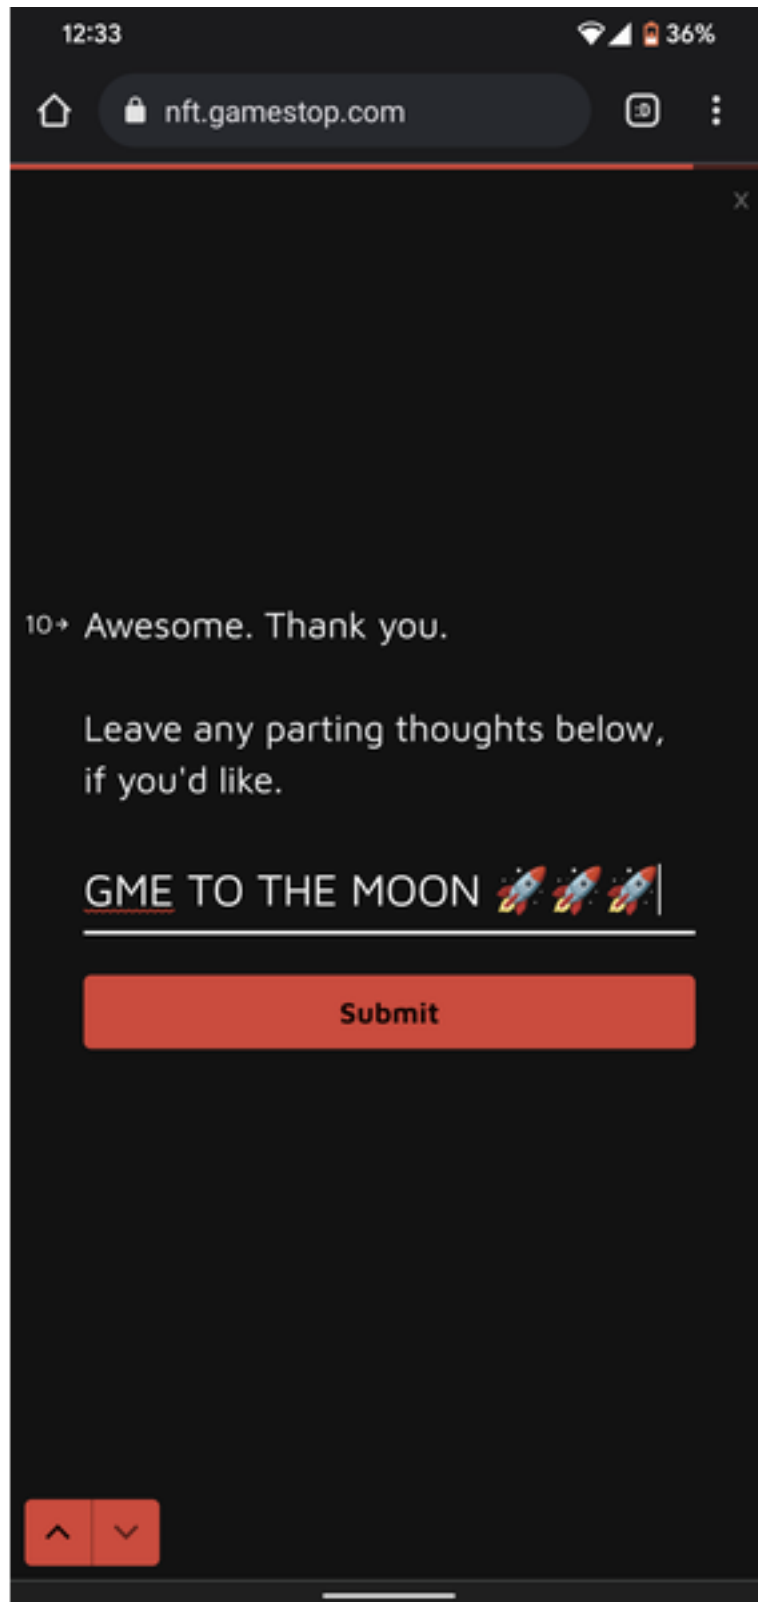 12:33 36%
nft.gamestop.com :D
x
10→ Awesome. Thank you.
Leave any parting thoughts below,
if you'd like.
GME TO THE MOON 🚀🚀🚀
Submit